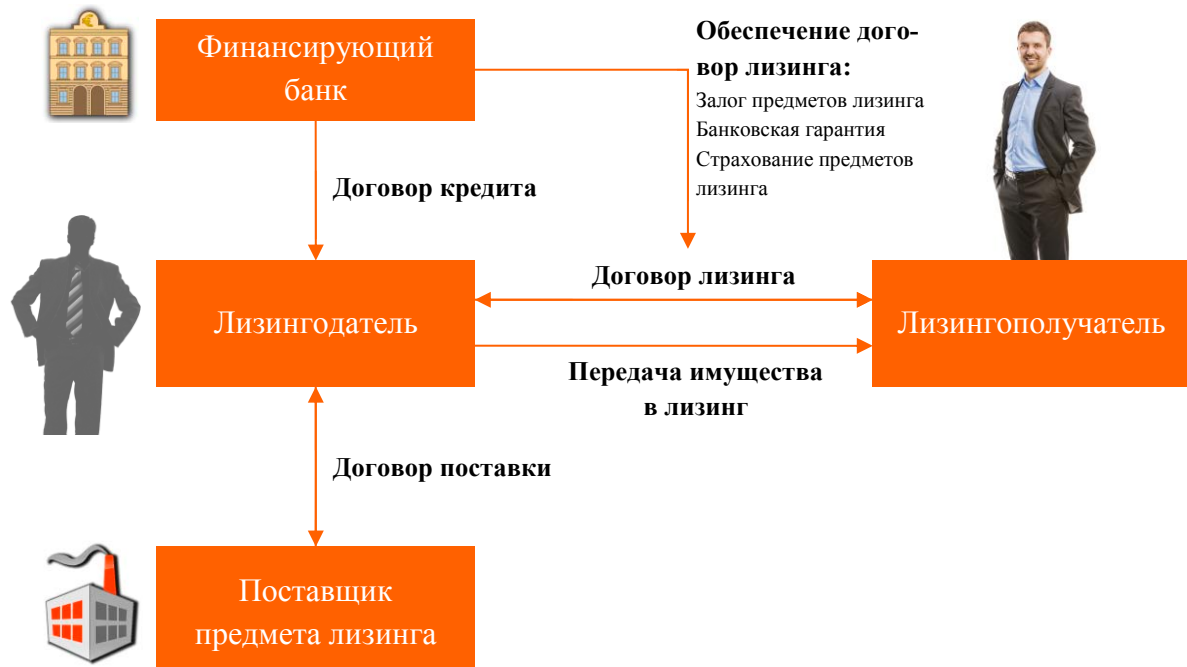 Финансирующий
банк
Обеспечение дого-
вор лизинга:
Залог предметов лизинга
Банковская гарантия
Страхование предметов
лизинга
Договор кредита
Лизингодатель
Договор лизинга
Лизингополучатель
Передача имущества
в лизинг
Договор поставки
Поставщик
предмета лизинга